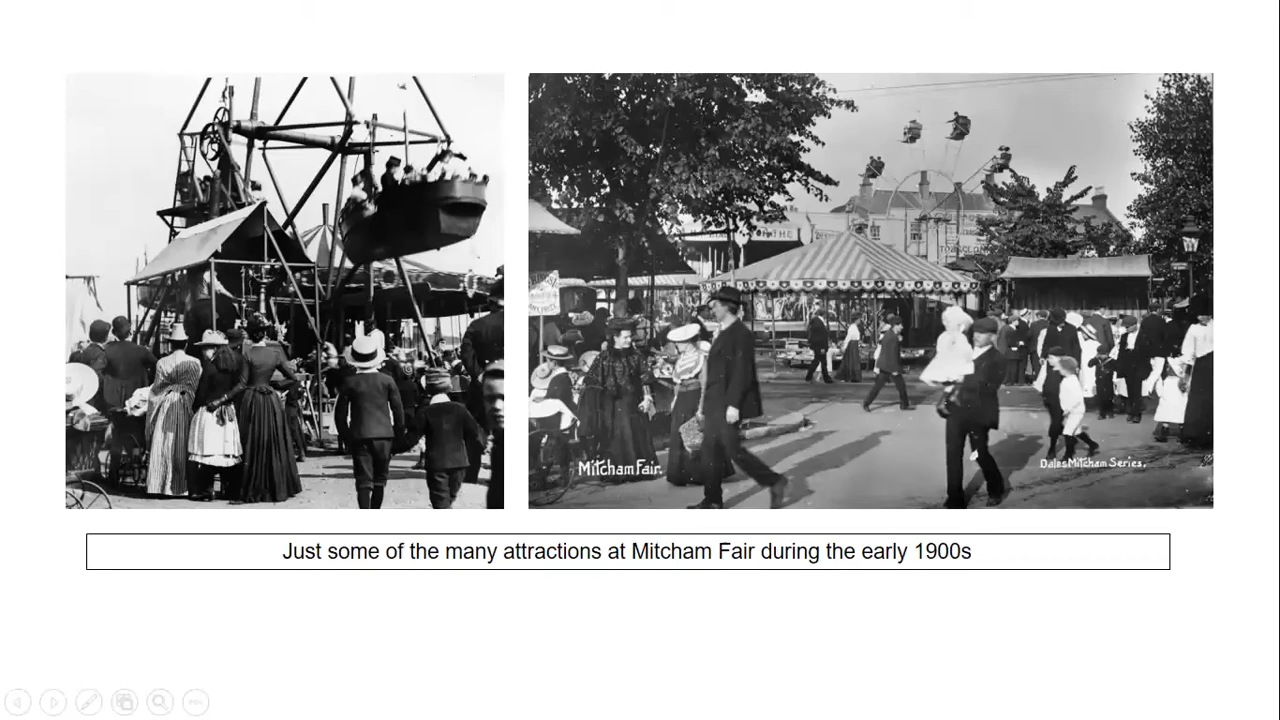 Mitcham Fair.
Dales Mitcham Series.
Just some of the many attractions at Mitcham Fair during the early 1900s